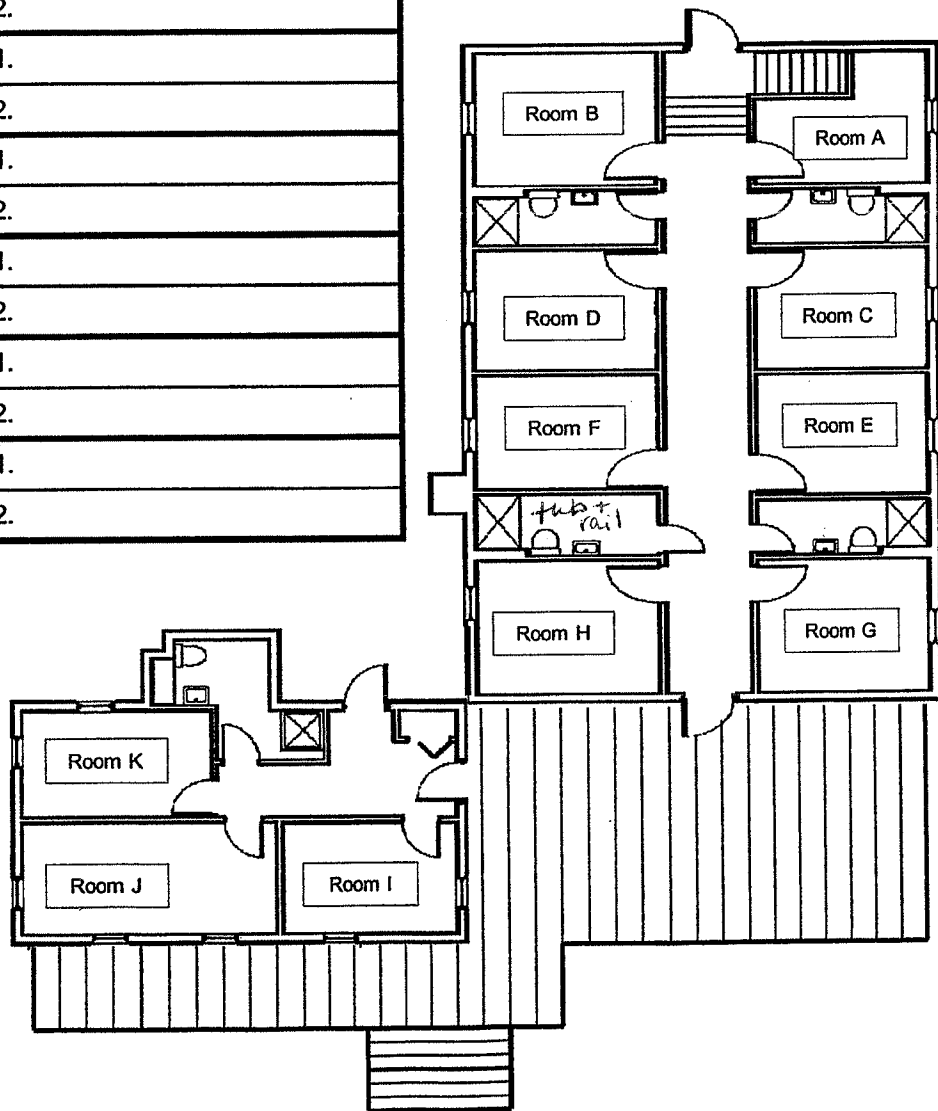 2.
1.
2.
1.
2.
1.
2.
1.
2.
1.
2.
Room B
Room A
Room D
Room C
Room F
Room E
tub +
rail
Room H
Room G
Room K
Room J
Room I